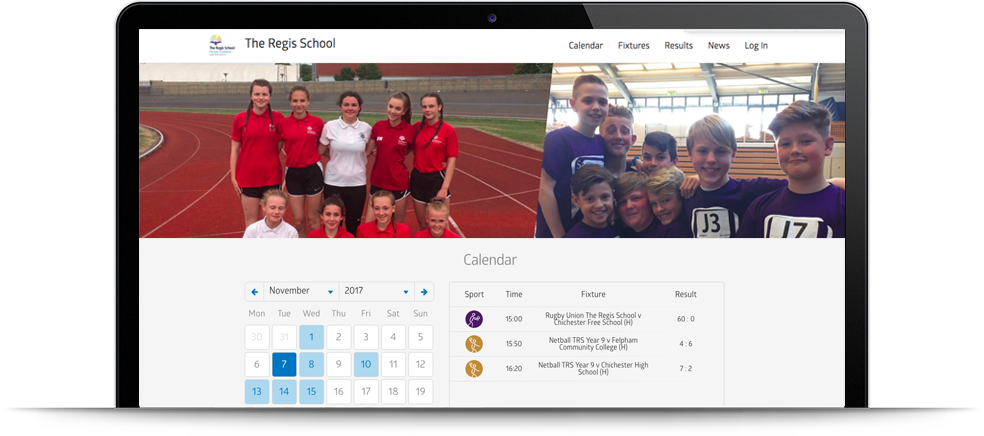 The Regis School
The Regis School
Calendar Fixtures Results News Log In
J3
J7
Calendar
November 2017
Mon Tue Wed Thu Fri Sat Sun
30 31 1 2 3 4 5
6 7 8 9 10 11 12
13 14 15 16 17 18 19
Sport Time Fixture Result
15:00 Rugby Union The Regis School v
Chichester Free School (H) 60 : 0
15:50 Netball TRS Year 9 v Felpham
Community College (H) 4 : 6
16:20 Netball TRS Year 9 v Chichester High
School (H) 7 : 2